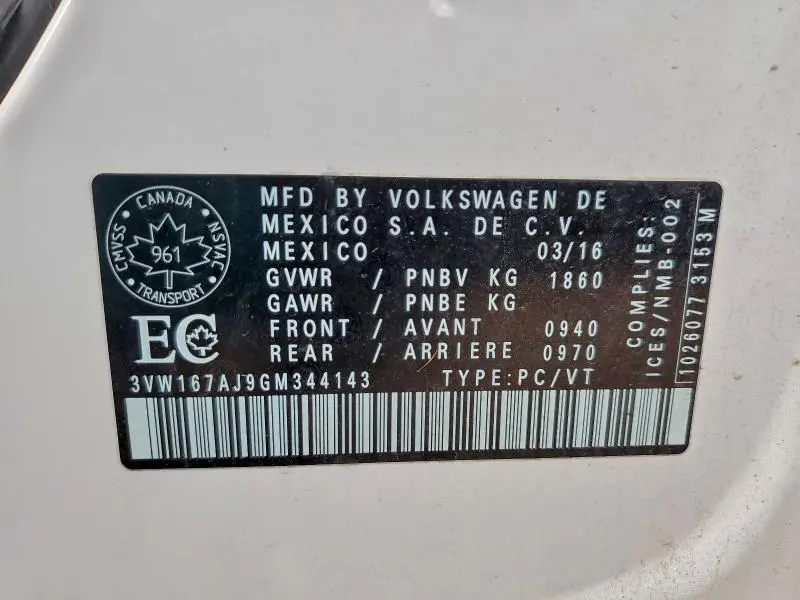 CANADA
CMVSS
NSVAC
961
TRANSPORT
EC
MFD BY VOLKSWAGEN DE
MEXICO S.A. DE C.V.
MEXICO 03/16
GVWR / PNBV KG 1860
GAWR / PNBE KG
FRONT / AVANT 0940
REAR / ARRIERE 0970
3VW167AJ9GM344143 TYPE:PC/VT
COMPLIES:
ICES/NMB-002
1026077 3153 M